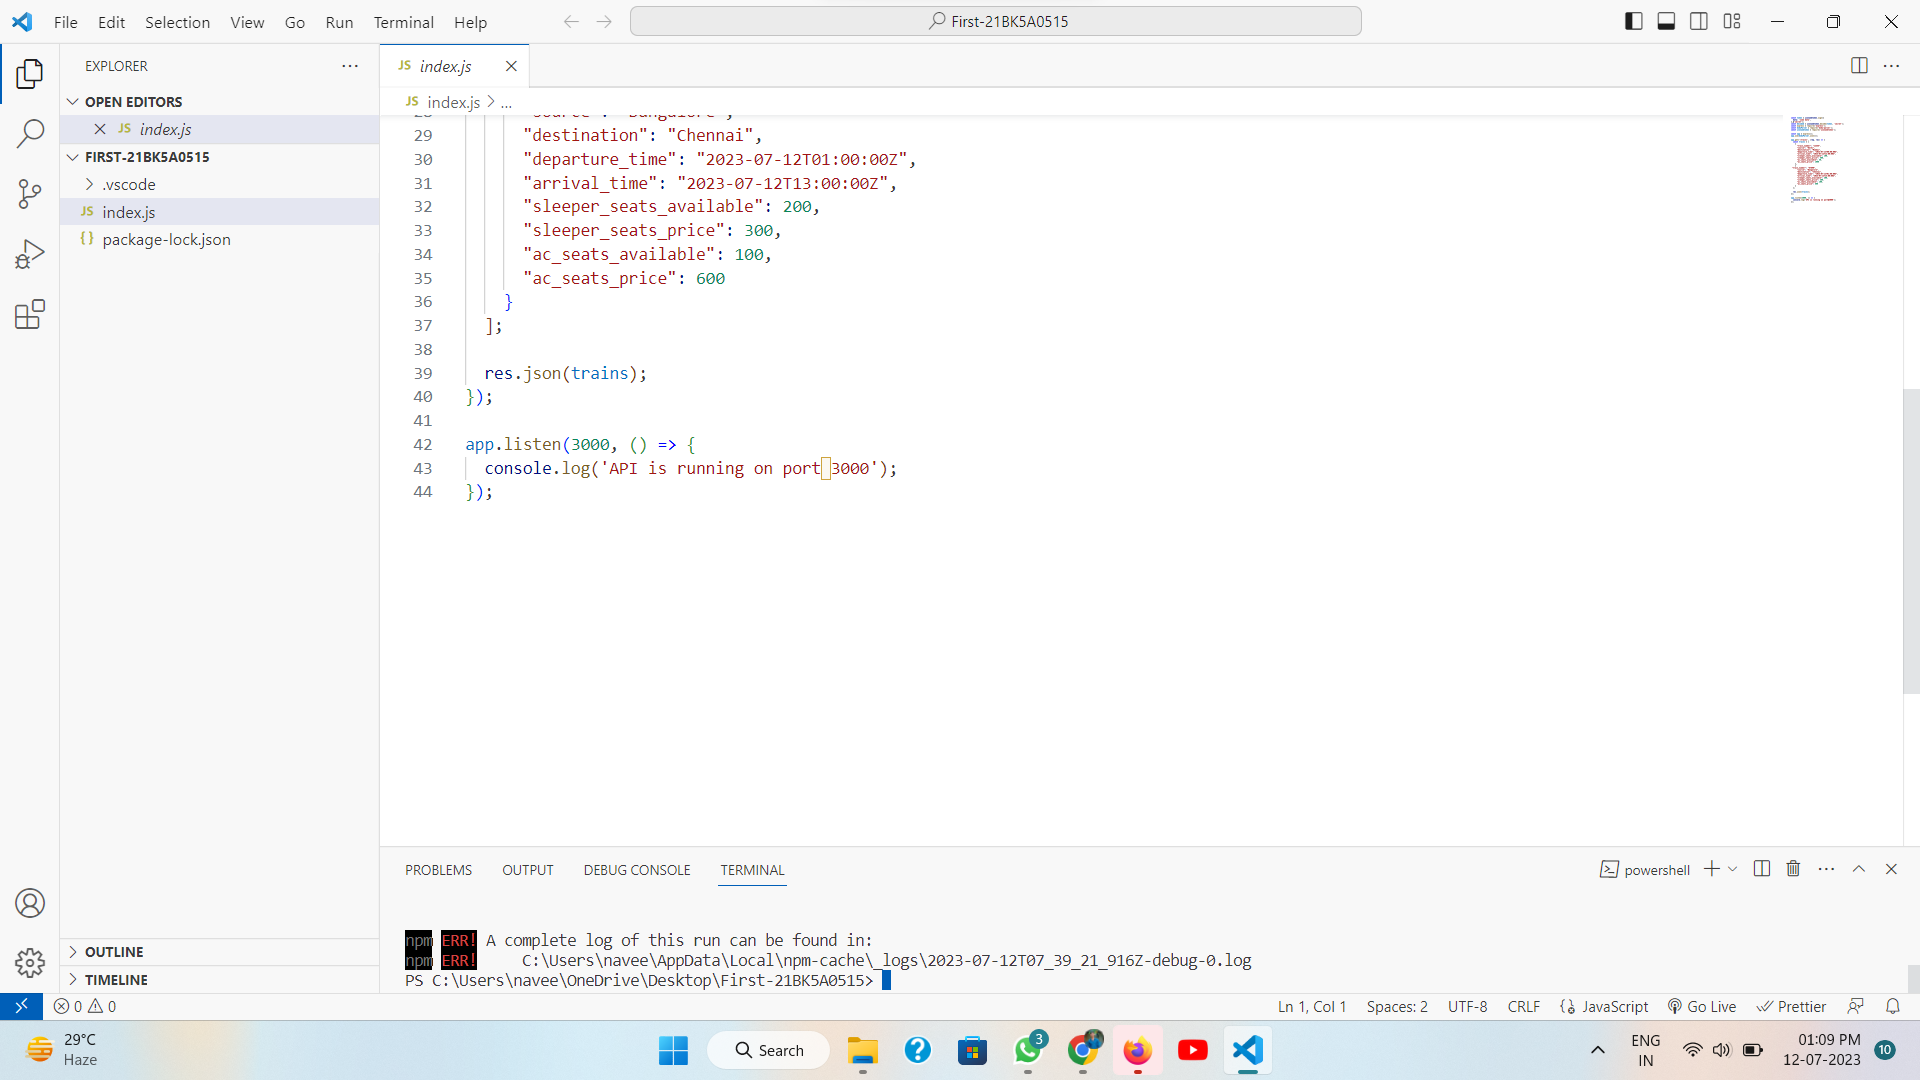 File Edit Selection View Go Run Terminal Help
First-21BK5A0515
EXPLORER
OPEN EDITORS
JS index.js
FIRST-21BK5A0515
.vscode
JS index.js
{} package-lock.json
OUTLINE
TIMELINE
JS index.js
JS index.js > ...
28 "source": "Bangalore",
29 "destination": "Chennai",
30 "departure_time": "2023-07-12T01:00:00Z",
31 "arrival_time": "2023-07-12T13:00:00Z",
32 "sleeper_seats_available": 200,
33 "sleeper_seats_price": 300,
34 "ac_seats_available": 100,
35 "ac_seats_price": 600
36 }
37 ];
38
39 res.json(trains);
40 });
41
42 app.listen(3000, () => {
43 console.log('API is running on port 3000');
44 });
PROBLEMS OUTPUT DEBUG CONSOLE TERMINAL
powershell
npm ERR! A complete log of this run can be found in:
npm ERR! C:\Users\navee\AppData\Local\npm-cache\_logs\2023-07-12T07_39_21_916Z-debug-0.log
PS C:\Users\navee\OneDrive\Desktop\First-21BK5A0515>
0 0
Ln 1, Col 1 Spaces: 2 UTF-8 CRLF {} JavaScript Go Live Prettier
29°C
Haze
Search
3
ENG
IN
01:09 PM
12-07-2023
10